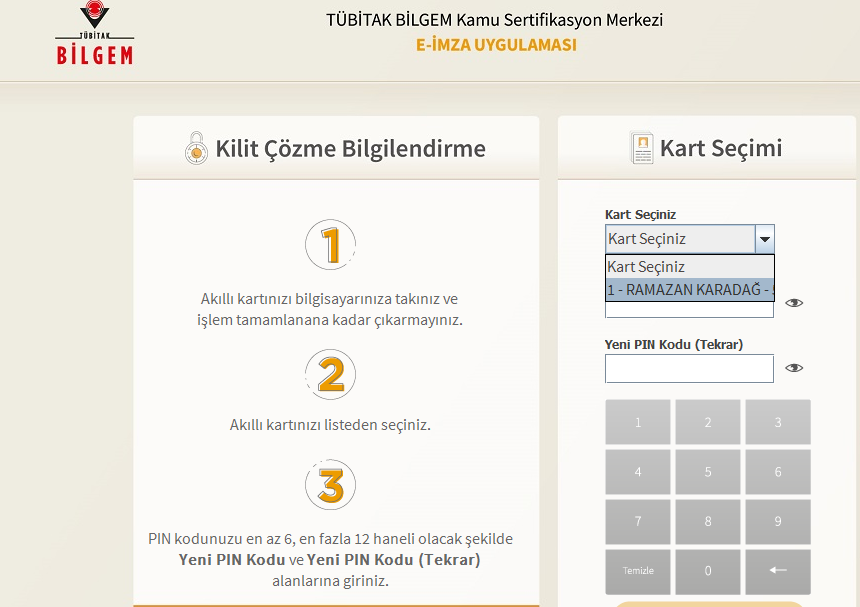 TÜBİTAK
BİLGEM
TÜBİTAK BİLGEM Kamu Sertifikasyon Merkezi
E-İMZA UYGULAMASI
Kilit Çözme Bilgilendirme
1
Akıllı kartınızı bilgisayarınıza takınız ve
işlem tamamlanana kadar çıkarmayınız.
2
Akıllı kartınızı listeden seçiniz.
3
PIN kodunuzu en az 6, en fazla 12 haneli olacak şekilde
Yeni PIN Kodu ve Yeni PIN Kodu (Tekrar)
alanlarına giriniz.
Kart Seçimi
Kart Seçiniz
Kart Seçiniz
Kart Seçiniz
1 - RAMAZAN KARADAĞ -
Yeni PIN Kodu (Tekrar)
1 2 3
4 5 6
7 8 9
Temizle 0 ←